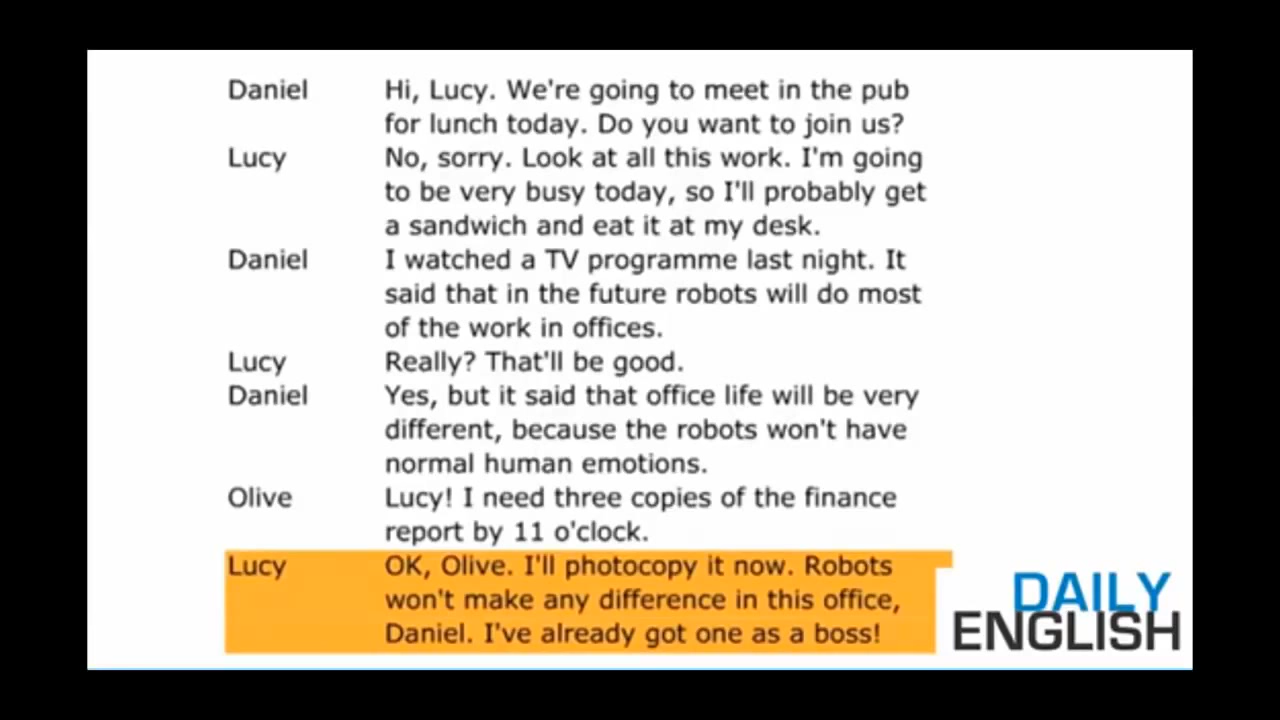 Daniel Hi, Lucy. We're going to meet in the pub
for lunch today. Do you want to join us?
Lucy No, sorry. Look at all this work. I'm going
to be very busy today, so I'll probably get
a sandwich and eat it at my desk.
Daniel I watched a TV programme last night. It
said that in the future robots will do most
of the work in offices.
Lucy Really? That'll be good.
Daniel Yes, but it said that office life will be very
different, because the robots won't have
normal human emotions.
Olive Lucy! I need three copies of the finance
report by 11 o'clock.
Lucy OK, Olive. I'll photocopy it now. Robots
won't make any difference in this office,
Daniel. I've already got one as a boss!
DAILY
ENGLISH